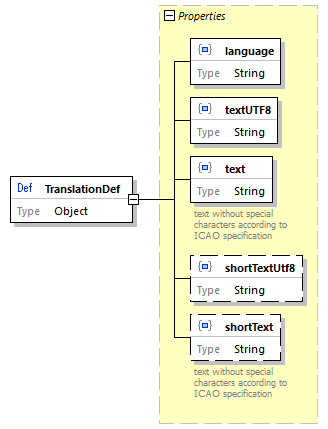 Properties
language
Type String
textUTF8
Type String
text
Type String
text without special
characters according to
ICAO specification
Def TranslationDef
Type Object
shortTextUtf8
Type String
shortText
Type String
text without special
characters according to
ICAO specification